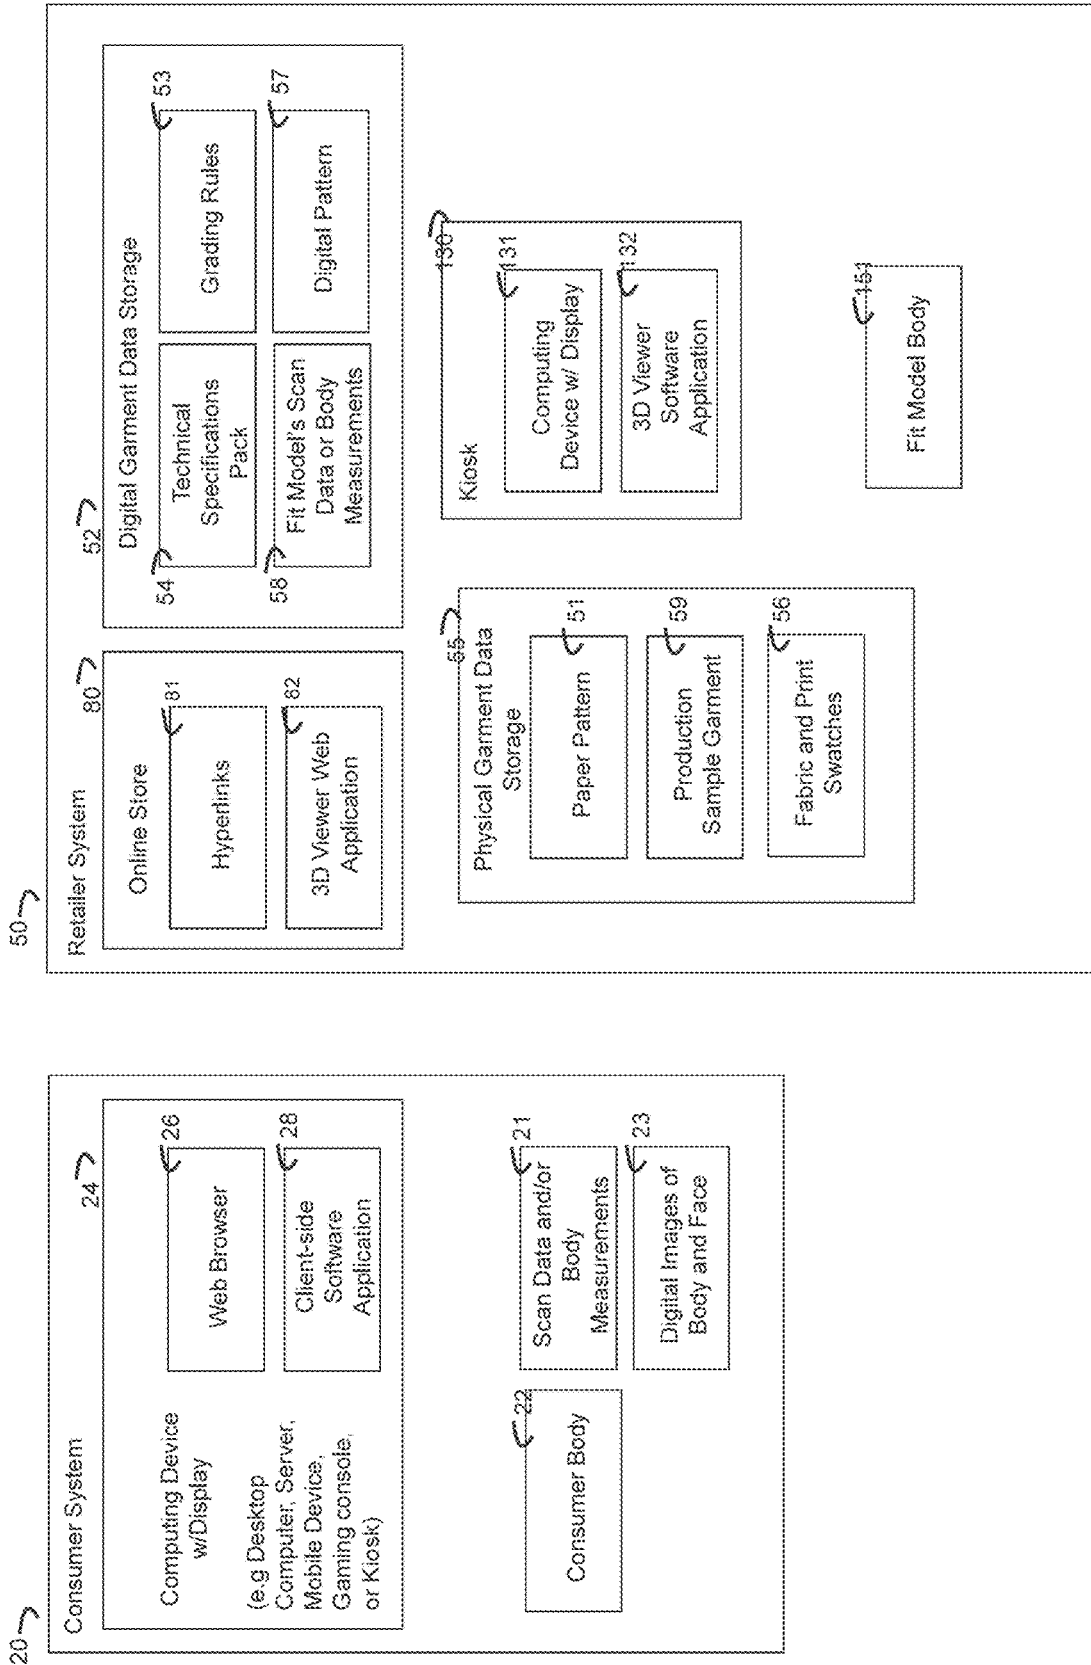 20
Consumer System
24
Computing Device
w/Display
(e.g Desktop
Computer, Server,
Mobile Device,
Gaming console,
or Kiosk)
26
Web Browser
28
Client-side
Software
Application
22
Consumer Body
21
Scan Data and/or
Body
Measurements
23
Digital Images of
Body and Face
50
Retailer System
80
Online Store
81
Hyperlinks
82
3D Viewer Web
Application
52
Digital Garment Data Storage
54
Technical
Specifications
Pack
53
Grading Rules
58
Fit Model's Scan
Data or Body
Measurements
57
Digital Pattern
55
Physical Garment Data
Storage
51
Paper Pattern
59
Production
Sample Garment
56
Fabric and Print
Swatches
130
Kiosk
131
Computing
Device w/ Display
132
3D Viewer
Software
Application
151
Fit Model Body